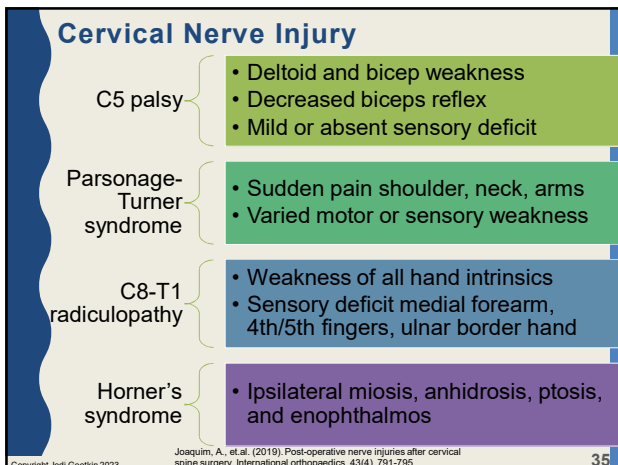 Cervical Nerve Injury
C5 palsy
• Deltoid and bicep weakness
• Decreased biceps reflex
• Mild or absent sensory deficit
Parsonage-
Turner
syndrome
• Sudden pain shoulder, neck, arms
• Varied motor or sensory weakness
C8-T1
radiculopathy
• Weakness of all hand intrinsics
• Sensory deficit medial forearm,
4th/5th fingers, ulnar border hand
Horner's
syndrome
• Ipsilateral miosis, anhidrosis, ptosis,
and enophthalmos
Joaquim, A., et.al. (2019). Post-operative nerve injuries after cervical
spine surgery. International orthopaedics, 43(4), 791-795.
Copyright Jodi Gootkin 2023
35